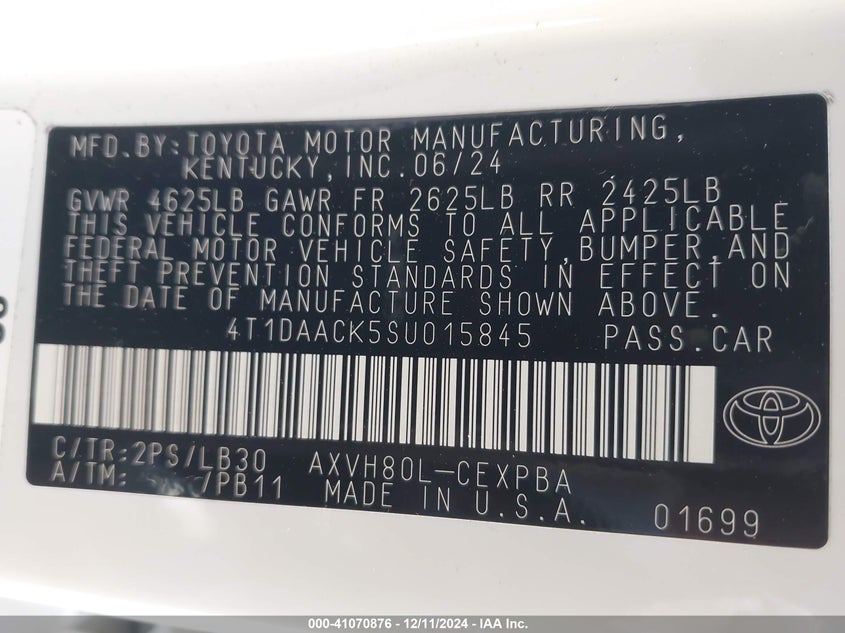 MFD.BY:TOYOTA MOTOR MANUFACTURING,
KENTUCKY,INC.06/24
GVWR 4625LB GAWR FR 2625LB RR 2425LB
THIS VEHICLE CONFORMS TO ALL APPLICABLE
FEDERAL MOTOR VEHICLE SAFETY,BUMPER,AND
THEFT PREVENTION STANDARDS IN EFFECT ON
THE DATE OF MANUFACTURE SHOWN ABOVE.
4T1DAACK5SU015845 PASS.CAR
C/TR:2PS/LB30 AXVH80L-CEXPBA
A/TM: /PB11 MADE IN U.S.A. 01699
000-41070876 - 12/11/2024 - IAA Inc.